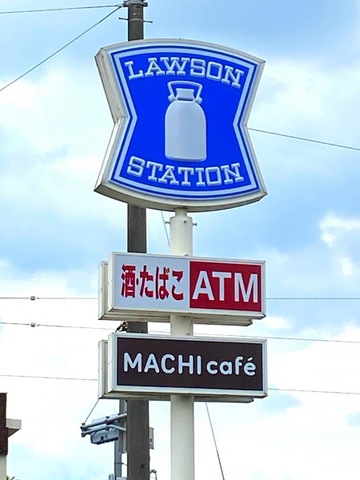 LAWSON
STATION
酒・たばこ ATM
MACHI café